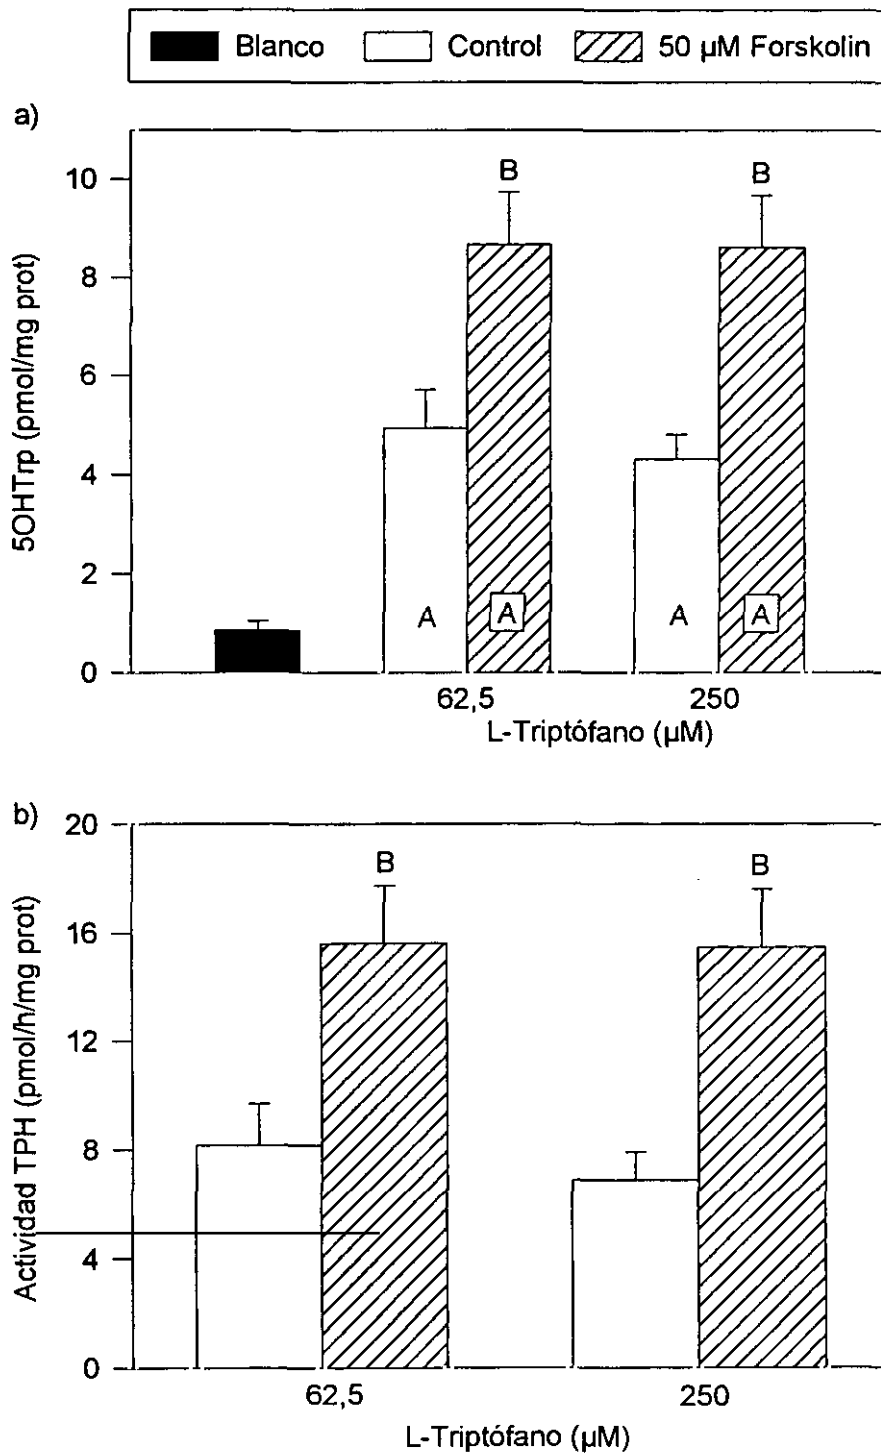 Blanco Control 50 µM Forskolin
a)
5OHTrp (pmol/mg prot)
10
8
6
4
2
0
B
B
A
A
A
A
62,5
250
L-Triptófano (µM)
b)
Actividad TPH (pmol/h/mg prot)
20
16
12
8
4
0
B
B
62,5
250
L-Triptófano (µM)